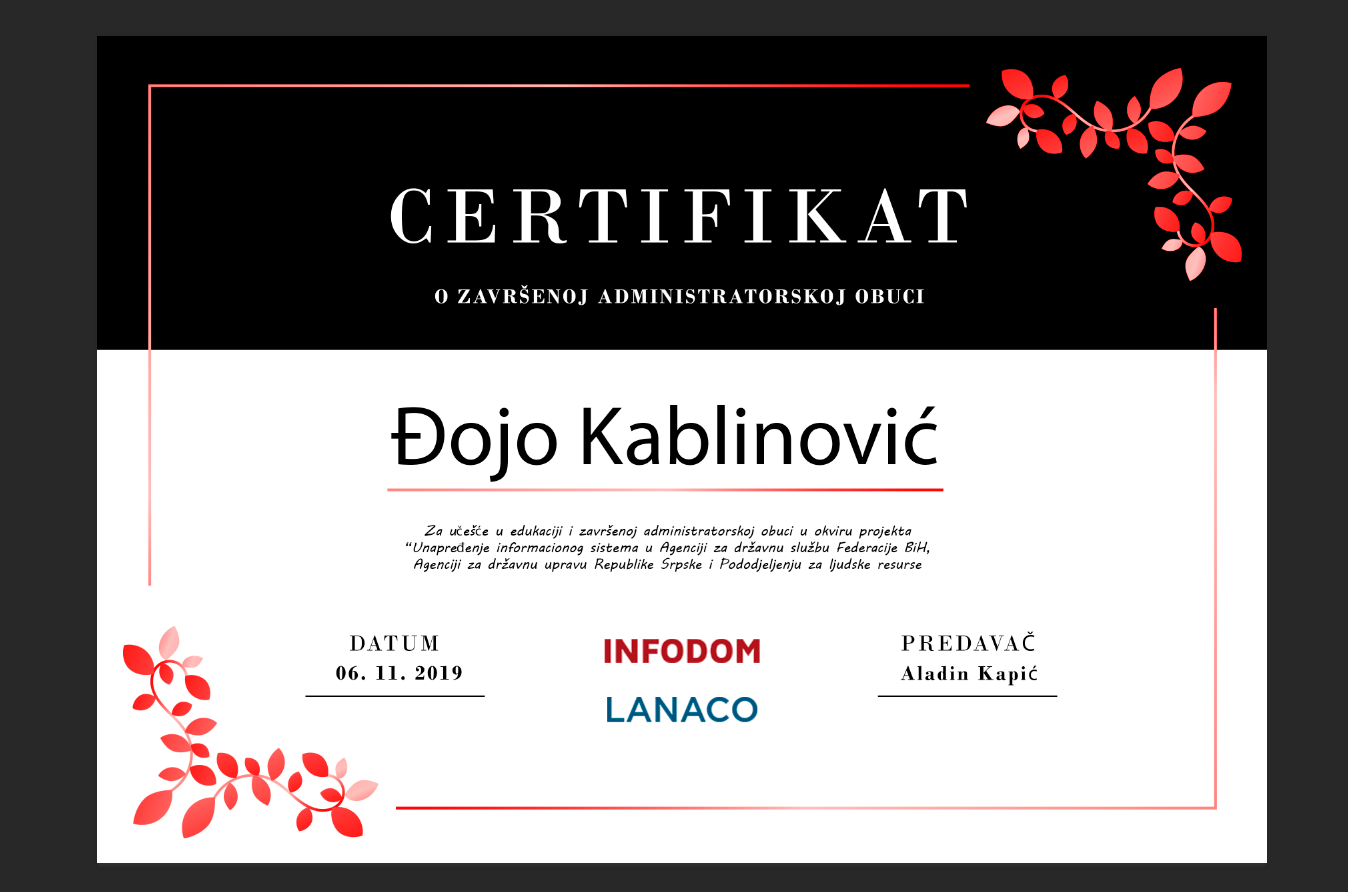 CERTIFIKAT
O ZAVRŠENOJ ADMINISTRATORSKOJ OBUCI
Đojo Kablinović
Za učešće u edukaciji i završenoj administratorskoj obuci u okviru projekta
“Unapređenje informacionog sistema u Agenciji za državnu službu Federacije BiH,
Agenciji za državnu upravu Republike Srpske i Pododjeljenju za ljudske resurse
DATUM
06. 11. 2019
INFODOM
LANACO
PREDAVAČ
Aladin Kapić